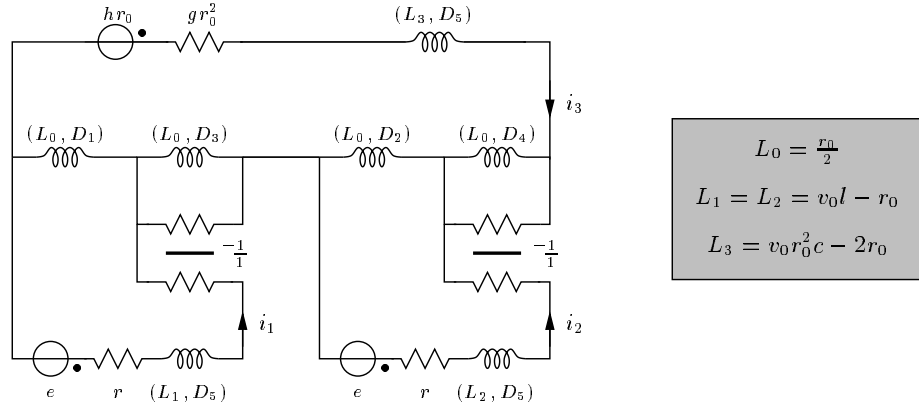 hr₀ gr₀² (L₃, D₅)
i₃
(L₀, D₁) (L₀, D₃) (L₀, D₂) (L₀, D₄)
L₀ = r₀/2
L₁ = L₂ = v₀l − r₀
L₃ = v₀r₀²c − 2r₀
−1/1 −1/1
i₁ i₂
e r (L₁, D₅) e r (L₂, D₅)